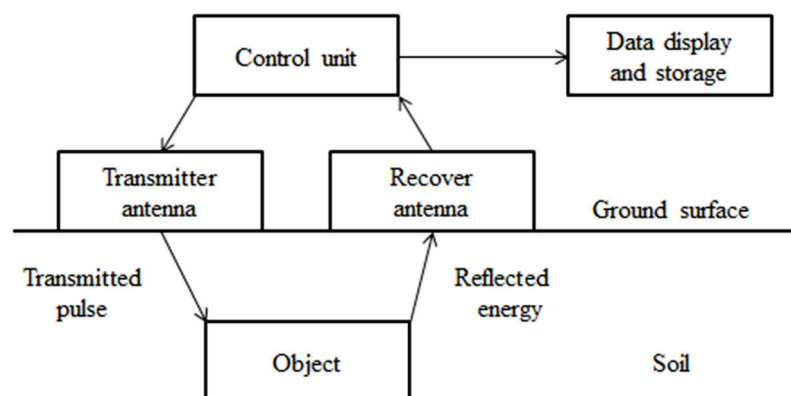 Control unit
Data display
and storage
Transmitter
antenna
Recover
antenna
Ground surface
Transmitted
pulse
Reflected
energy
Object
Soil